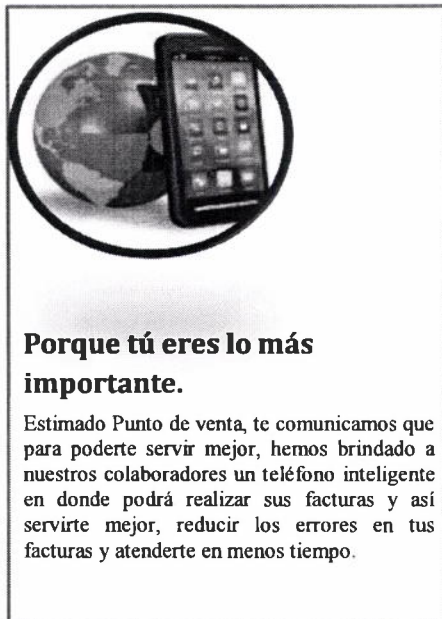 Porque tú eres lo más
importante.
Estimado Punto de venta, te comunicamos que
para poderte servir mejor, hemos brindado a
nuestros colaboradores un teléfono inteligente
en donde podrá realizar sus facturas y así
servirte mejor, reducir los errores en tus
facturas y atenderte en menos tiempo.